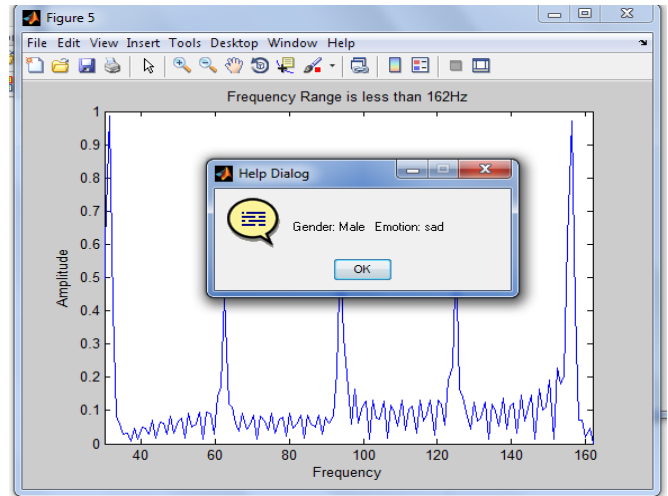 Figure 5
File Edit View Insert Tools Desktop Window Help
Frequency Range is less than 162Hz
1
0.9
0.8
0.7
0.6
0.5
0.4
0.3
0.2
0.1
0
Amplitude
Help Dialog
Gender: Male Emotion: sad
OK
40 60 80 100 120 140 160
Frequency